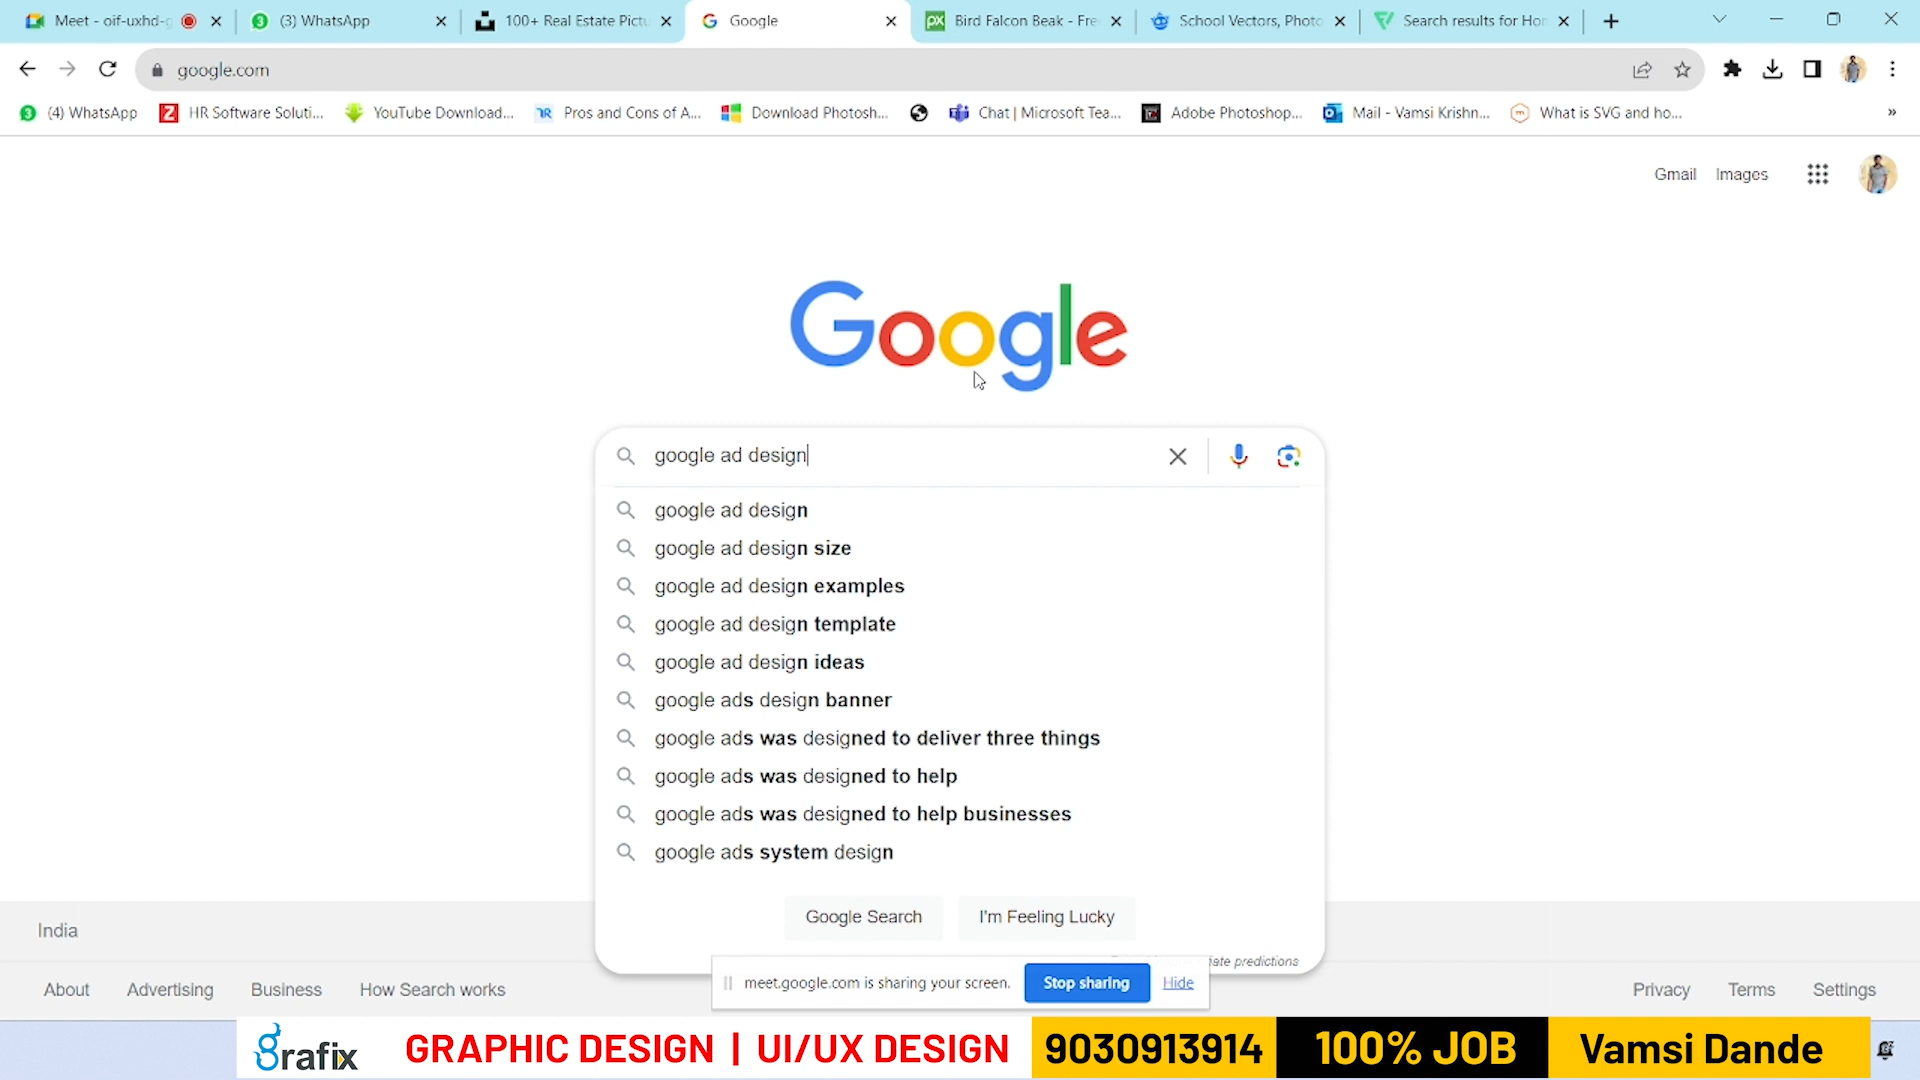 Meet - oif-uxhd-g
(3) WhatsApp
100+ Real Estate Pictu
Google
Bird Falcon Beak - Fre
School Vectors, Photo
Search results for Hor
google.com
(4) WhatsApp
HR Software Soluti...
YouTube Download...
Pros and Cons of A...
Download Photosh...
Chat | Microsoft Tea...
Adobe Photoshop...
Mail - Vamsi Krishn...
What is SVG and ho...
Gmail
Images
Google
google ad design
google ad design
google ad design size
google ad design examples
google ad design template
google ad design ideas
google ads design banner
google ads was designed to deliver three things
google ads was designed to help
google ads was designed to help businesses
google ads system design
Google Search
I'm Feeling Lucky
predictions
India
meet.google.com is sharing your screen.
Stop sharing
Hide
About
Advertising
Business
How Search works
Privacy
Terms
Settings
grafix
GRAPHIC DESIGN | UI/UX DESIGN
9030913914
100% JOB
Vamsi Dande